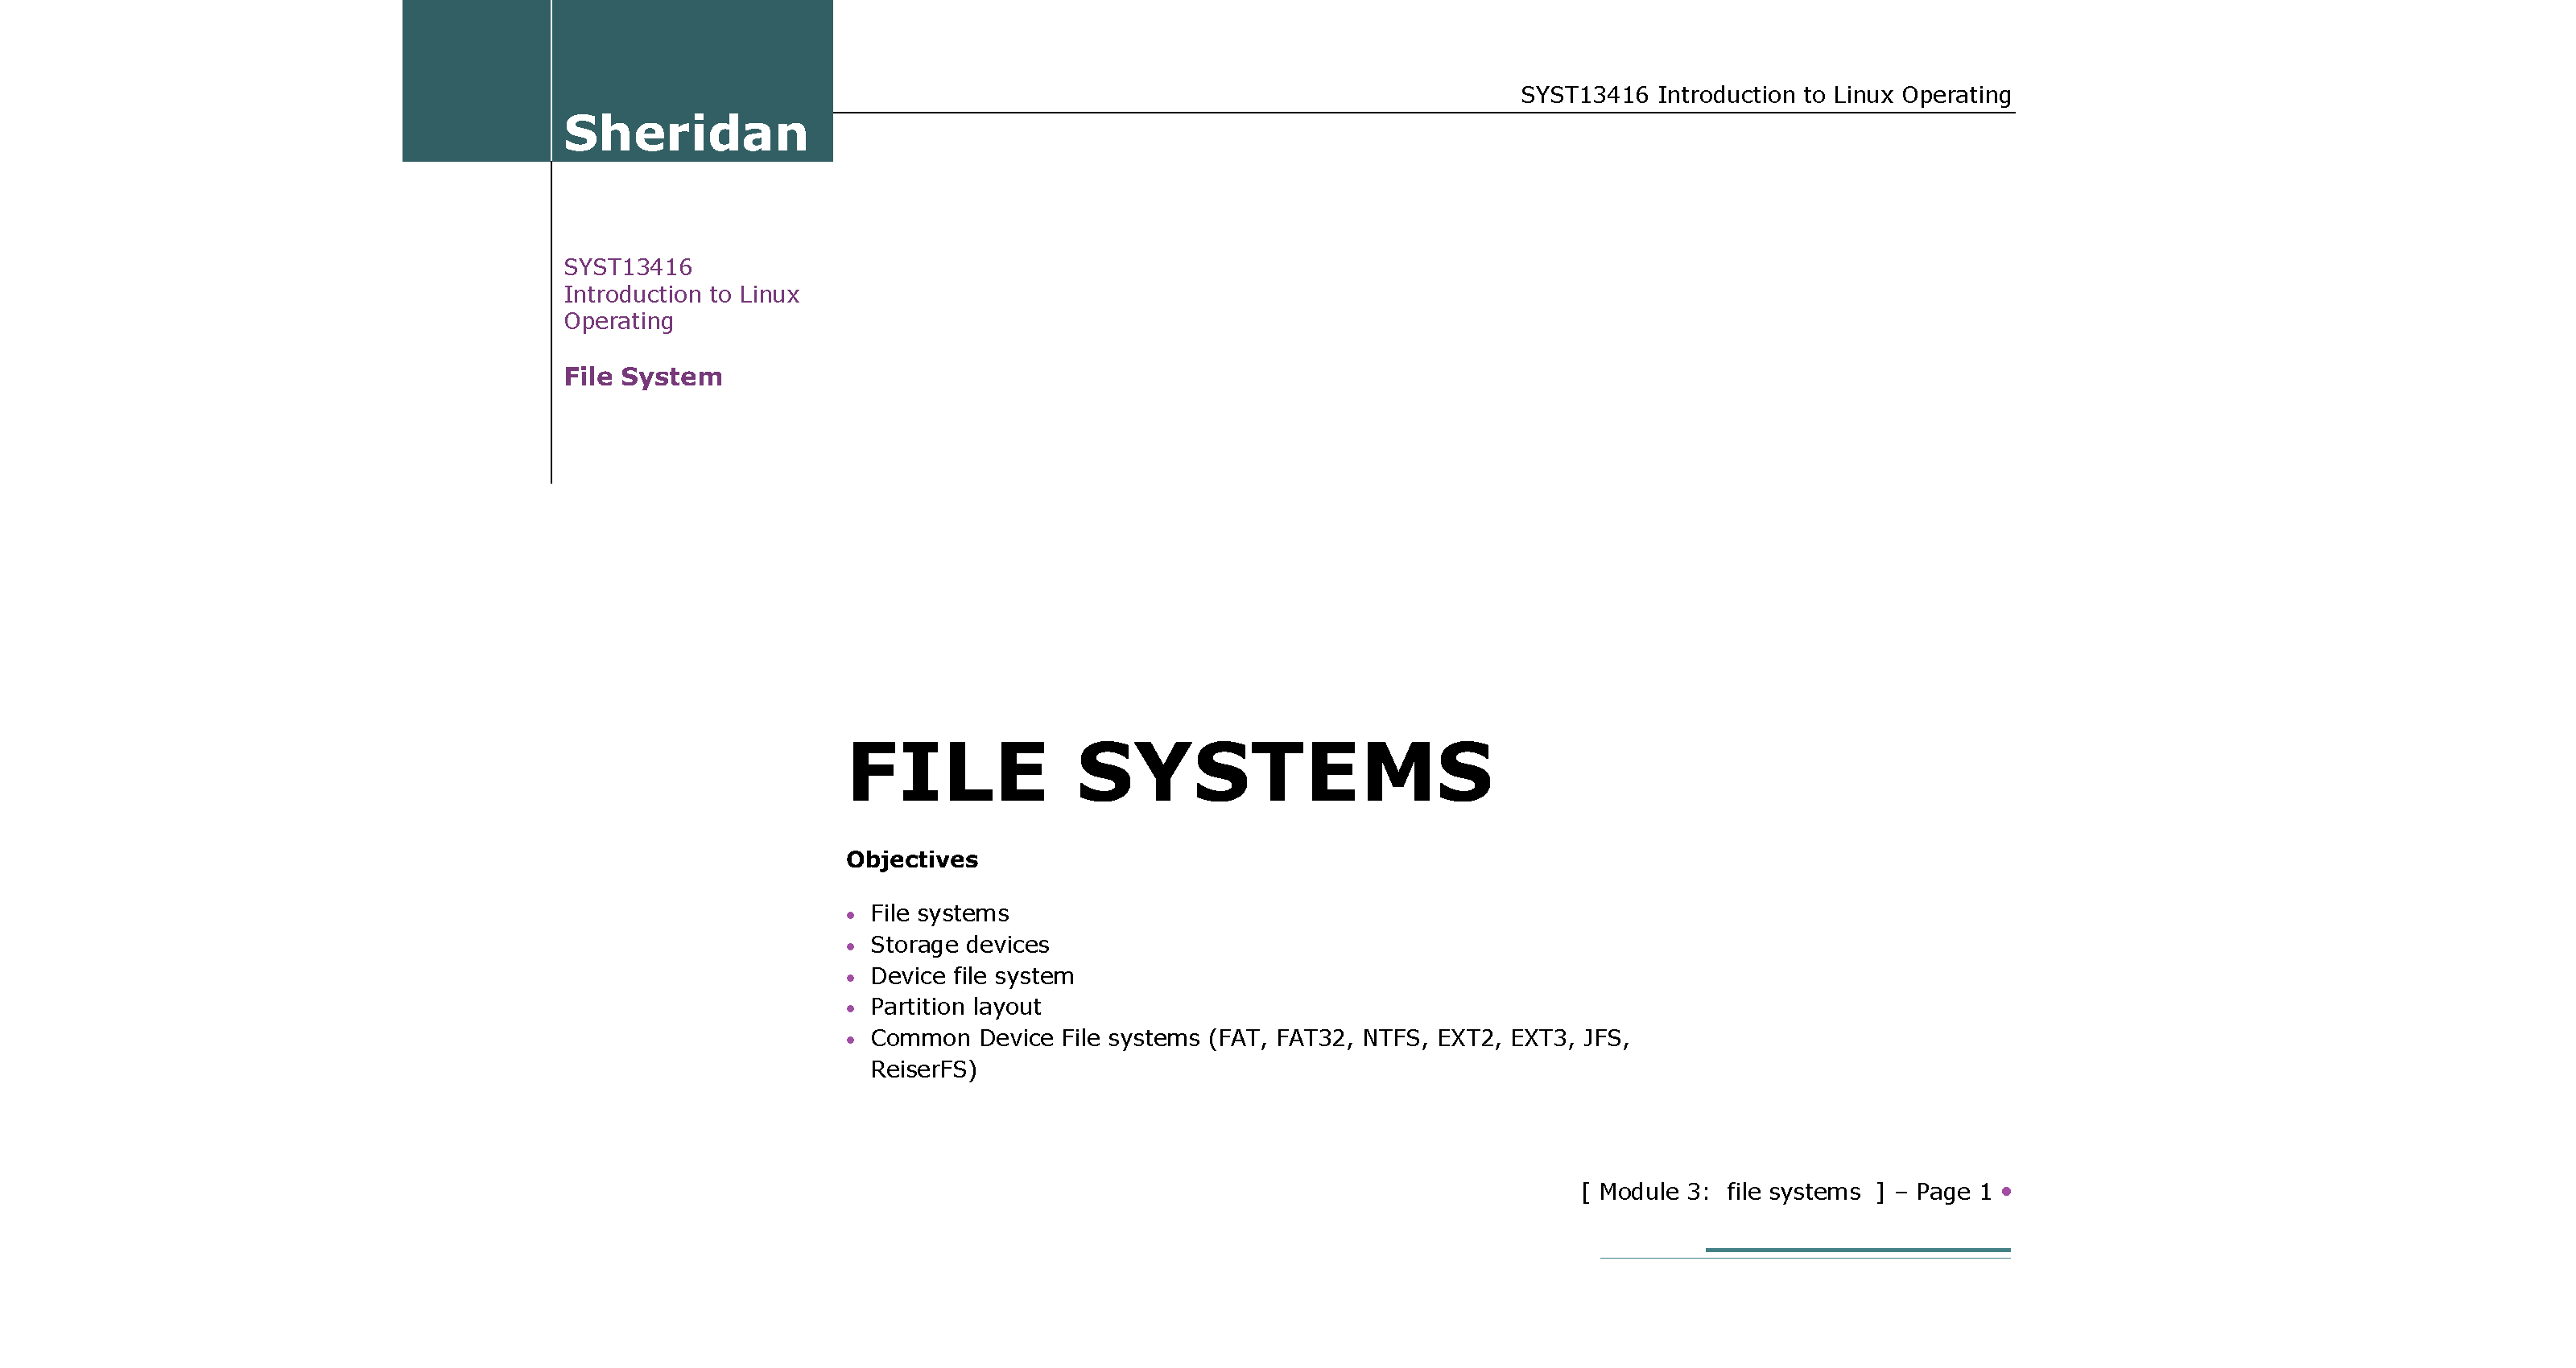 SYST13416 Introduction to Linux Operating
Sheridan
SYST13416
Introduction to Linux
Operating
File System
FILE SYSTEMS
Objectives
• File systems
• Storage devices
• Device file system
• Partition layout
• Common Device File systems (FAT, FAT32, NTFS, EXT2, EXT3, JFS,
ReiserFS)
[ Module 3:  file systems  ] – Page 1 •